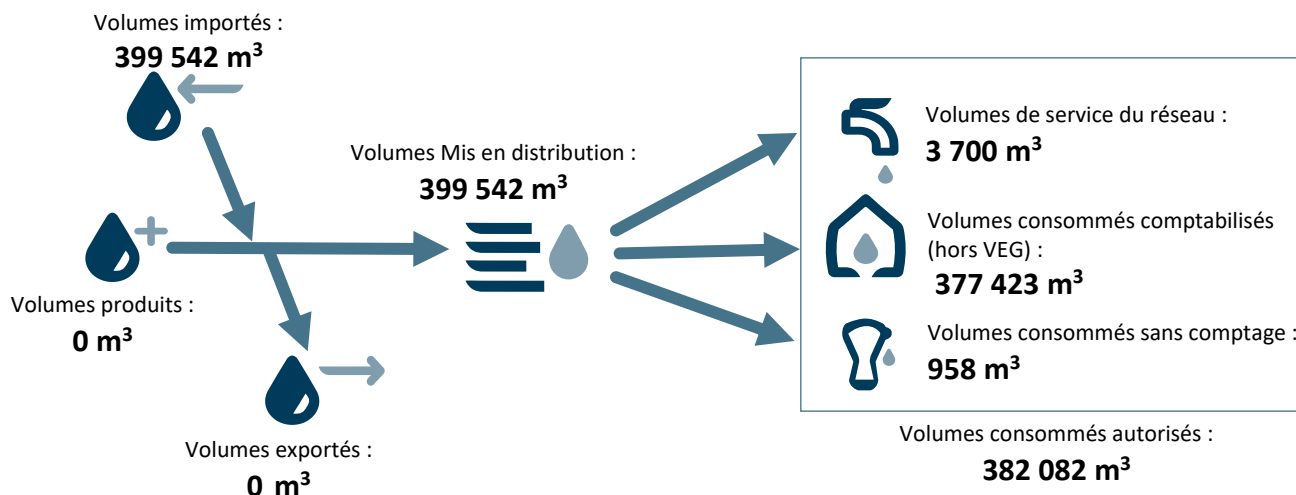 Volumes importés :
399 542 m³
Volumes Mis en distribution :
399 542 m³
Volumes produits :
0 m³
Volumes exportés :
0 m³
Volumes de service du réseau :
3 700 m³
Volumes consommés comptabilisés
(hors VEG) :
377 423 m³
Volumes consommés sans comptage :
958 m³
Volumes consommés autorisés :
382 082 m³